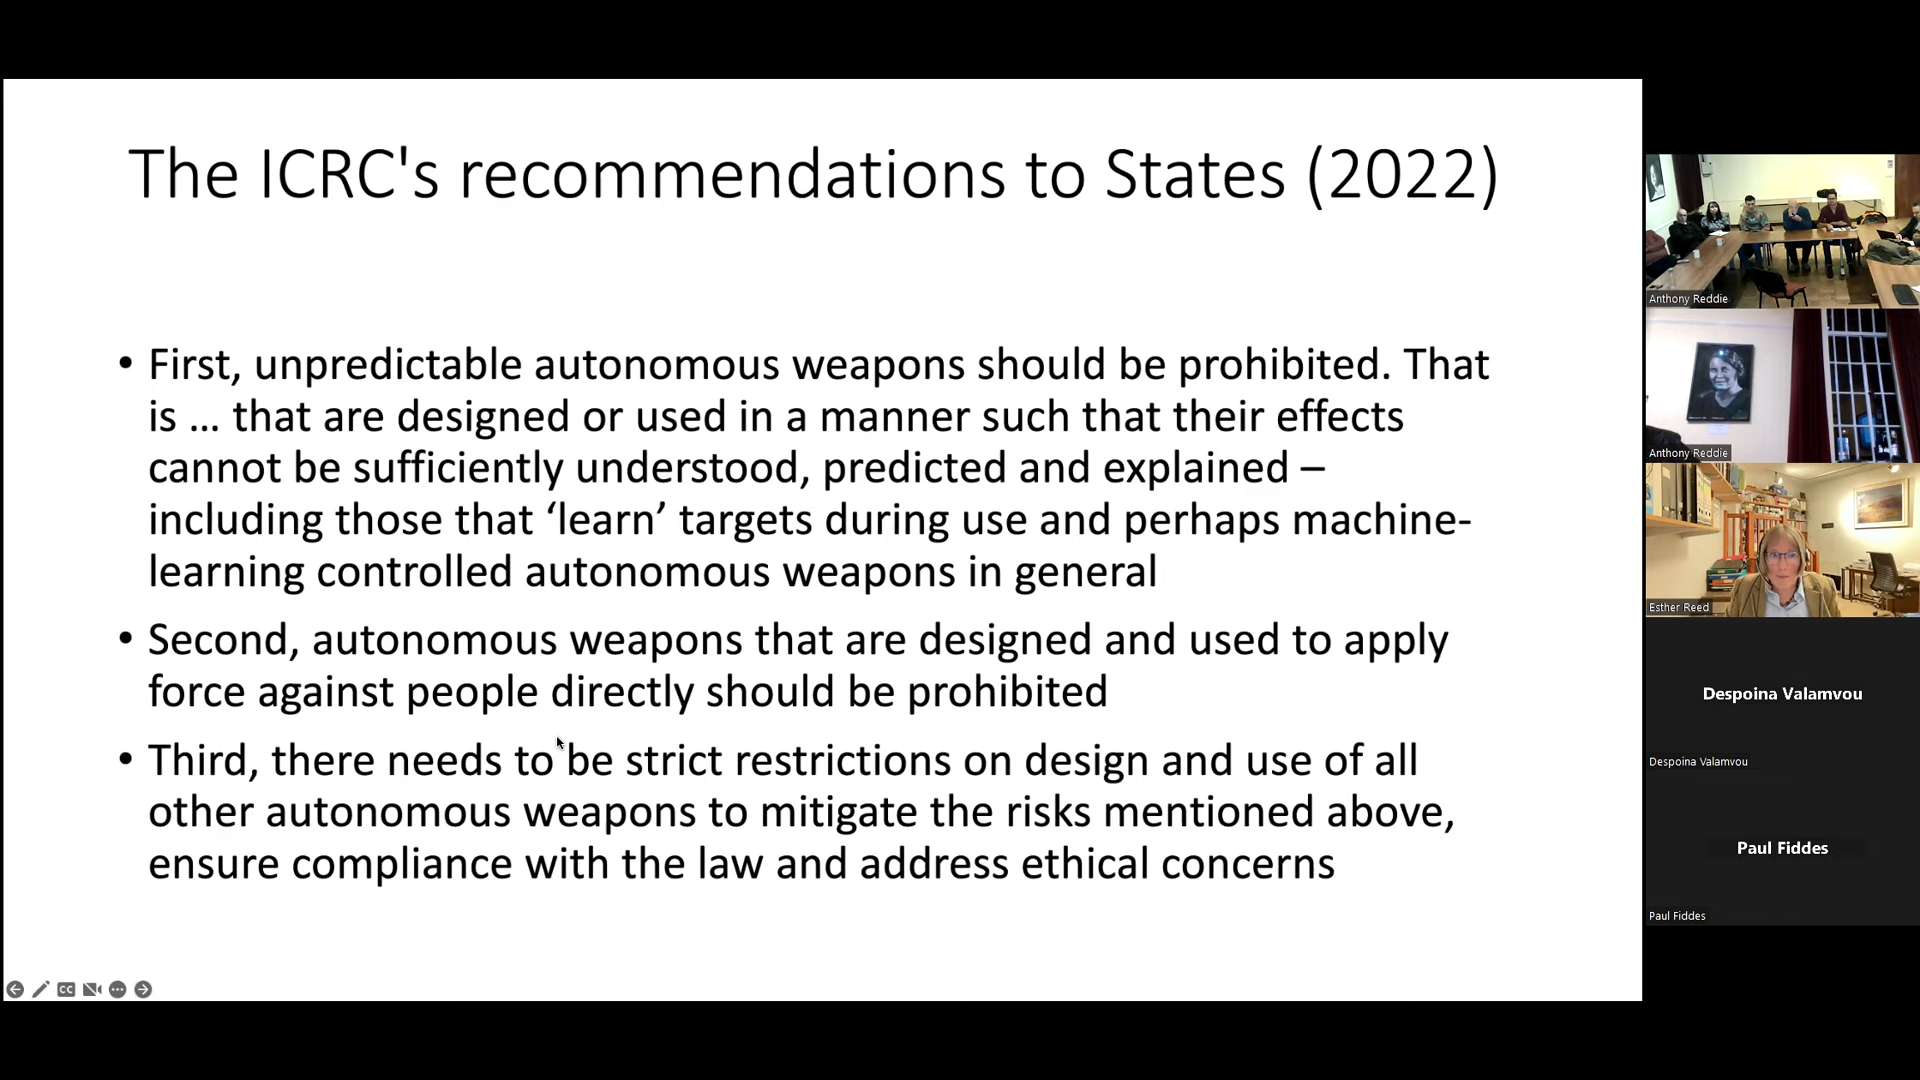 The ICRC's recommendations to States (2022)
• First, unpredictable autonomous weapons should be prohibited. That
is ... that are designed or used in a manner such that their effects
cannot be sufficiently understood, predicted and explained –
including those that ‘learn’ targets during use and perhaps machine-
learning controlled autonomous weapons in general
• Second, autonomous weapons that are designed and used to apply
force against people directly should be prohibited
• Third, there needs to be strict restrictions on design and use of all
other autonomous weapons to mitigate the risks mentioned above,
ensure compliance with the law and address ethical concerns
CC
Anthony Reddie
Anthony Reddie
Esther Reed
Despoina Valamvou
Despoina Valamvou
Paul Fiddes
Paul Fiddes